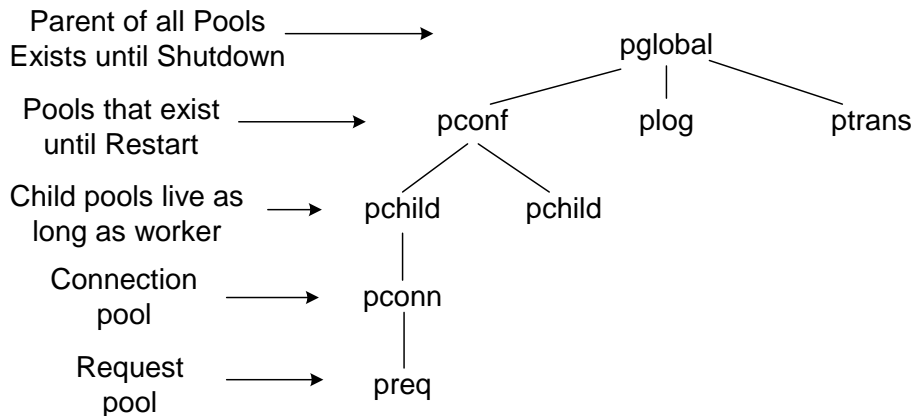 Parent of all Pools
Exists until Shutdown
pglobal
Pools that exist
until Restart
pconf
plog
ptrans
Child pools live as
long as worker
pchild
pchild
Connection
pool
pconn
Request
pool
preq